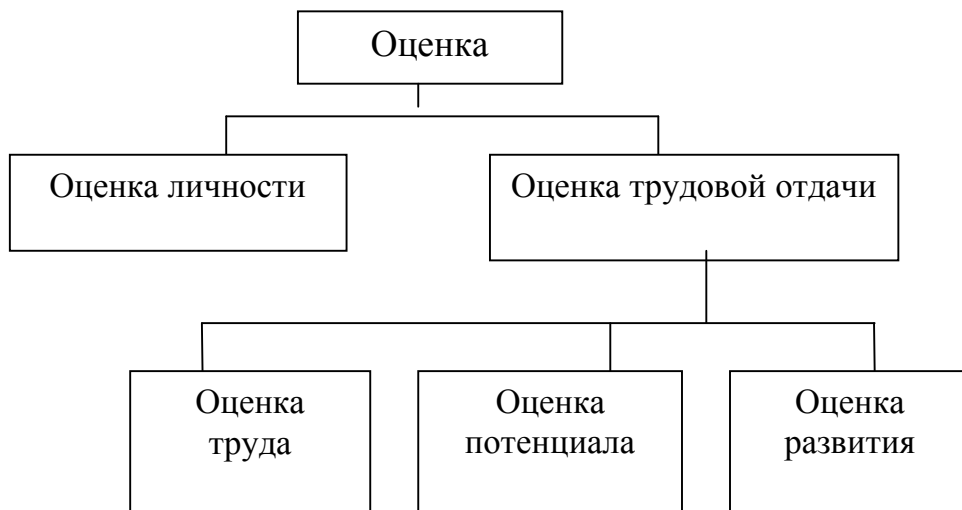 Оценка
Оценка личности
Оценка трудовой отдачи
Оценка
труда
Оценка
потенциала
Оценка
развития